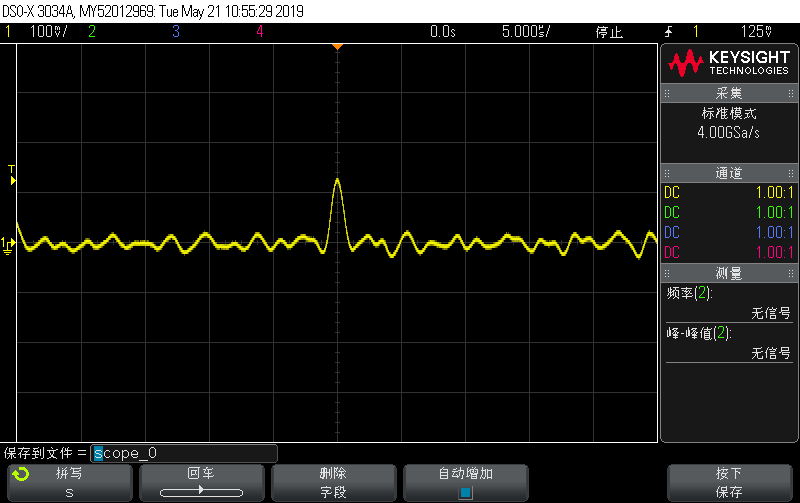 DSO-X 3034A, MY52012969: Tue May 21 10:55:29 2019
1 100V/ 2 3 4 0.0s 5.000s/ 停止 1 125V
KEYSIGHT
TECHNOLOGIES
采集
标准模式
4.00GSa/s
通道
DC 1.00:1
DC 1.00:1
DC 1.00:1
DC 1.00:1
测量
频率(2):
无信号
峰-峰值(2):
无信号
T
1
保存到文件 = scope_0
拼写 回车 删除 自动增加 按下
s 字段 保存